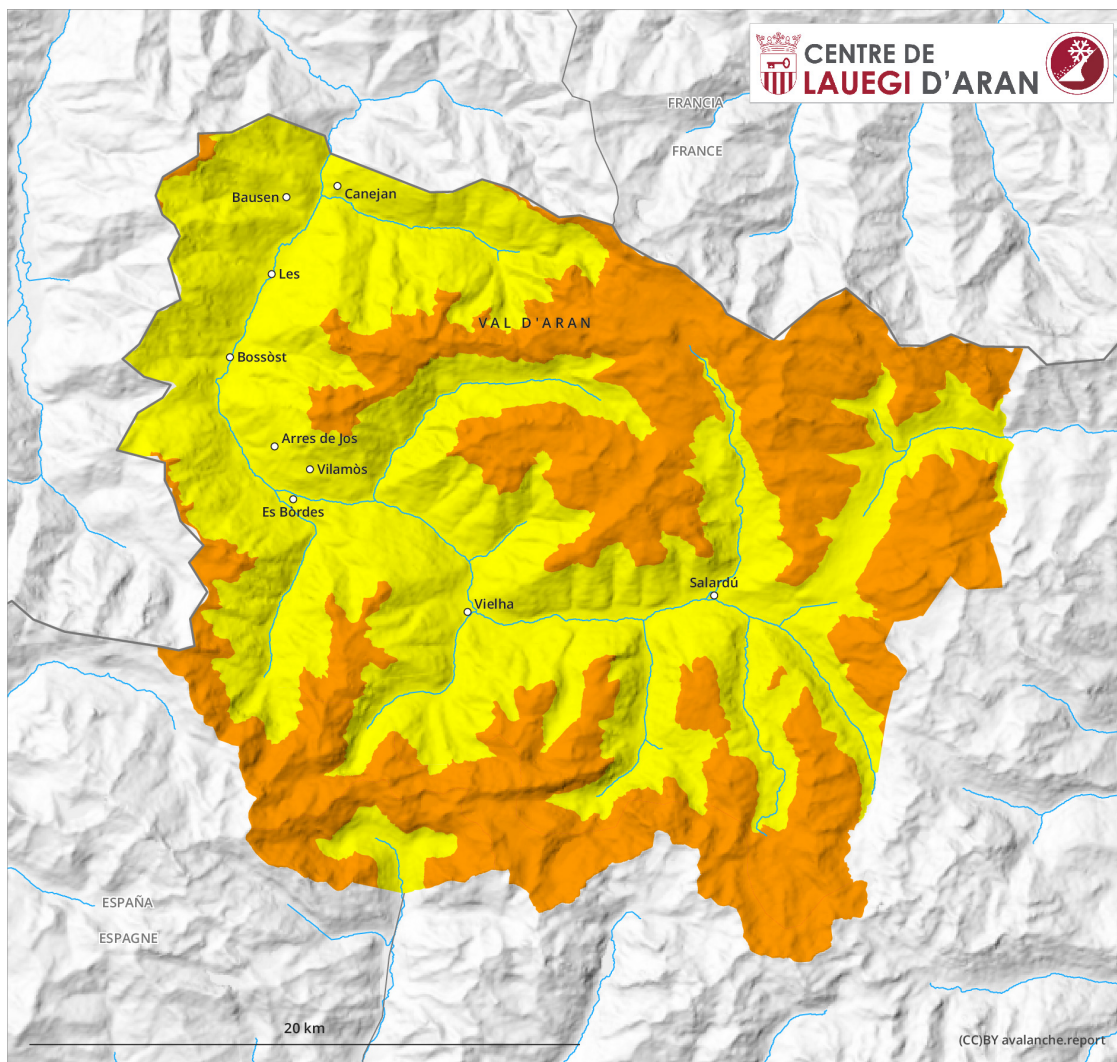 CENTRE DE
LAUEGI D'ARAN
FRANCIA
FRANCE
Bausen
Canejan
Les
VAL D'ARAN
Bossòst
Arres de Jos
Vilamòs
Es Bòrdes
Salardú
Vielha
ESPAÑA
ESPAGNE
20 km
(CC)BY avalanche.report